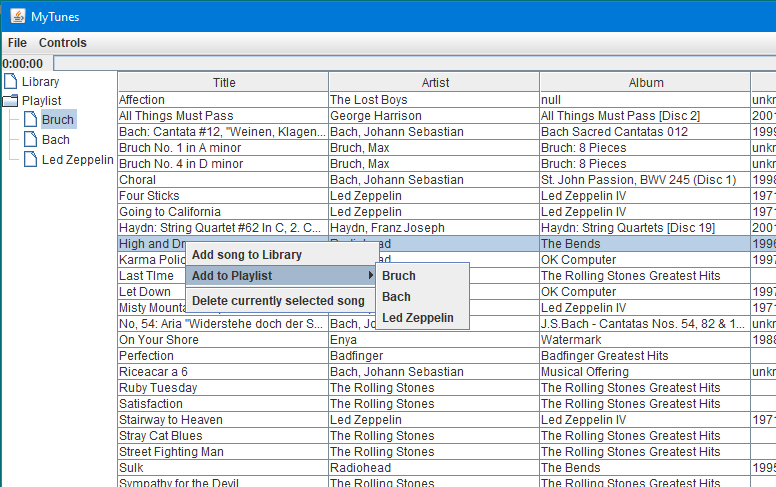 MyTunes
File Controls
0:00:00
Library
Playlist
Bruch
Bach
Led Zeppelin
Title Artist Album
Affection The Lost Boys null unkn
All Things Must Pass George Harrison All Things Must Pass [Disc 2] 2001
Bach: Cantata #12, "Weinen, Klagen... Bach, Johann Sebastian Bach Sacred Cantatas 012 1999
Bruch No. 1 in A minor Bruch, Max Bruch: 8 Pieces unkn
Bruch No. 4 in D minor Bruch, Max Bruch: 8 Pieces unkn
Choral Bach, Johann Sebastian St. John Passion, BWV 245 (Disc 1) 1998
Four Sticks Led Zeppelin Led Zeppelin IV 1971
Going to California Led Zeppelin Led Zeppelin IV 1971
Haydn: String Quartet #62 In C, 2. C... Haydn, Franz Joseph Haydn: String Quartets [Disc 19] 2001
High and Dr The Bends 1996
Karma Polic OK Computer 1997
Last TIme The Rolling Stones Greatest Hits
Let Down OK Computer 1997
Misty Mountai Led Zeppelin IV 1971
No, 54: Aria "Widerstehe doch der S... Bach, Jo J.S.Bach - Cantatas Nos. 54, 82 & 1... unkn
On Your Shore Enya Watermark 1988
Perfection Badfinger Badfinger Greatest Hits
Riceacar a 6 Bach, Johann Sebastian Musical Offering unkn
Ruby Tuesday The Rolling Stones The Rolling Stones Greatest Hits
Satisfaction The Rolling Stones The Rolling Stones Greatest Hits
Stairway to Heaven Led Zeppelin Led Zeppelin IV 1971
Stray Cat Blues The Rolling Stones The Rolling Stones Greatest Hits
Street Fighting Man The Rolling Stones The Rolling Stones Greatest Hits
Sulk Radiohead The Bends 1995
Sympathy for the Devil The Rolling Stones The Rolling Stones Greatest Hits
Add song to Library
Add to Playlist
Delete currently selected song
Bruch
Bach
Led Zeppelin